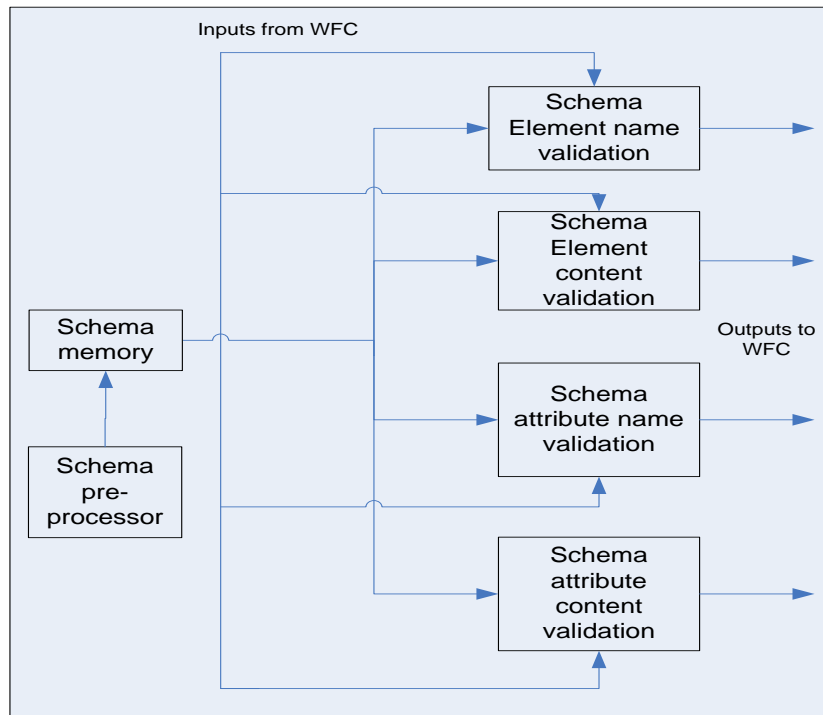 Inputs from WFC
Schema
Element name
validation
Schema
Element
content
validation
Schema
memory
Outputs to
WFC
Schema
attribute name
validation
Schema
pre-
processor
Schema
attribute
content
validation